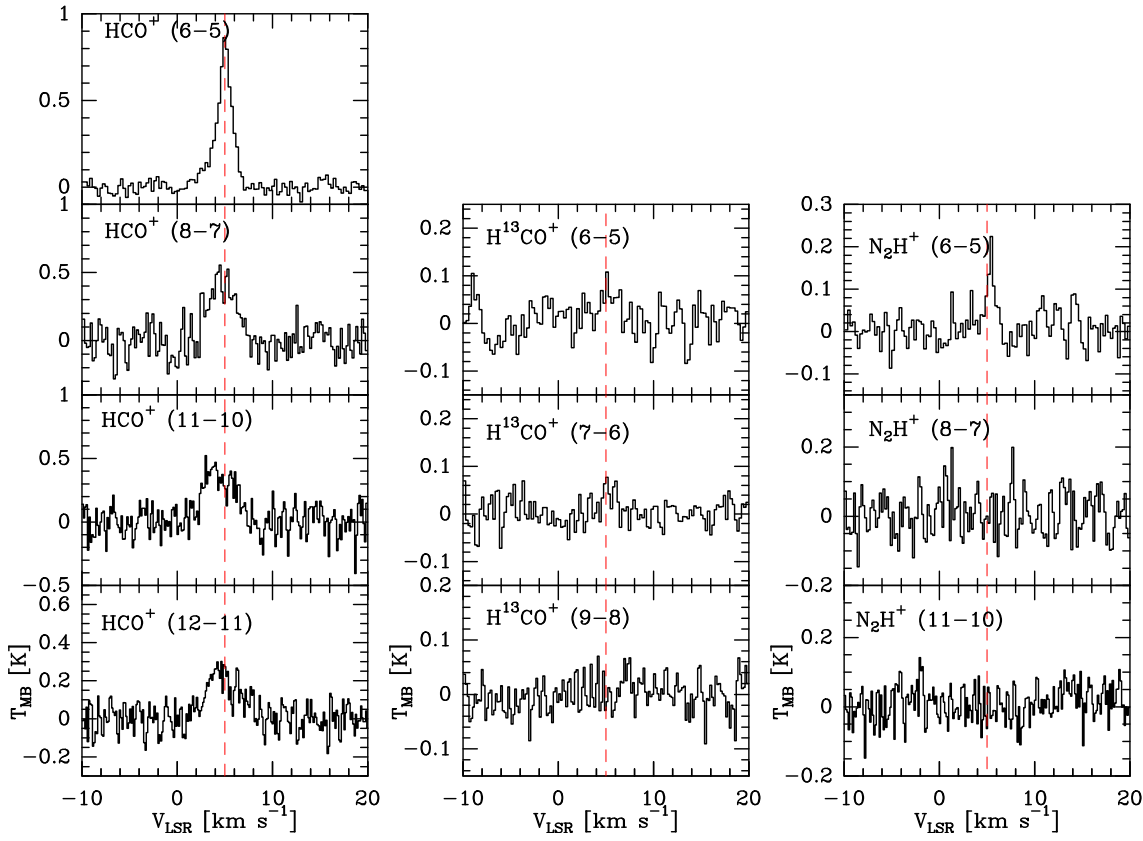 HCO⁺ (6−5)
1
0.5
0
HCO⁺ (8−7)
1
0.5
0
HCO⁺ (11−10)
1
0.5
0
−0.5
HCO⁺ (12−11)
0.6
0.4
0.2
0
−0.2
T_MB [K]
−10 0 10 20
V_LSR [km s⁻¹]
H¹³CO⁺ (6−5)
0.2
0.1
0
−0.1
H¹³CO⁺ (7−6)
0.2
0.1
0
−0.1
H¹³CO⁺ (9−8)
0.2
0.1
0
−0.1
T_MB [K]
−10 0 10 20
V_LSR [km s⁻¹]
N₂H⁺ (6−5)
0.3
0.2
0.1
0
−0.1
N₂H⁺ (8−7)
0.2
0
−0.2
N₂H⁺ (11−10)
0.2
0
−0.2
T_MB [K]
−10 0 10 20
V_LSR [km s⁻¹]